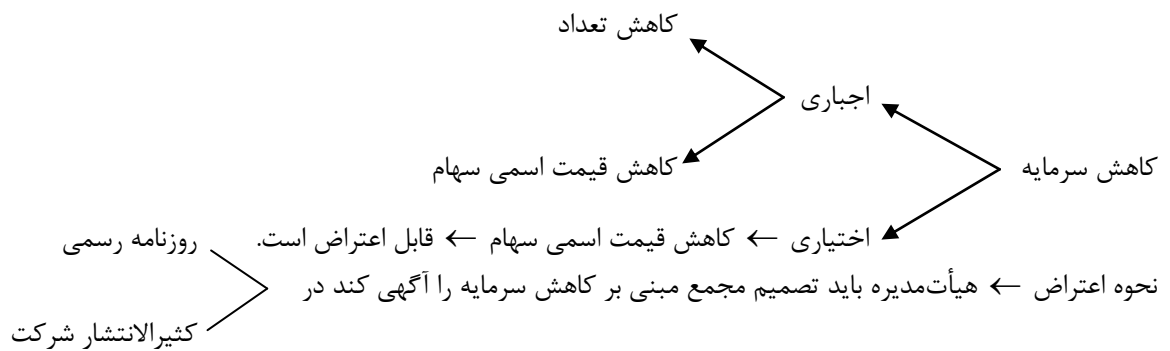 کاهش تعداد
اجباری
کاهش سرمایه
کاهش قیمت اسمی سهام
اختیاری ← کاهش قیمت اسمی سهام ← قابل اعتراض است.
روزنامه رسمی
نحوه اعتراض ← هیأت‌مدیره باید تصمیم مجمع مبنی بر کاهش سرمایه را آگهی کند در
کثیرالانتشار شرکت